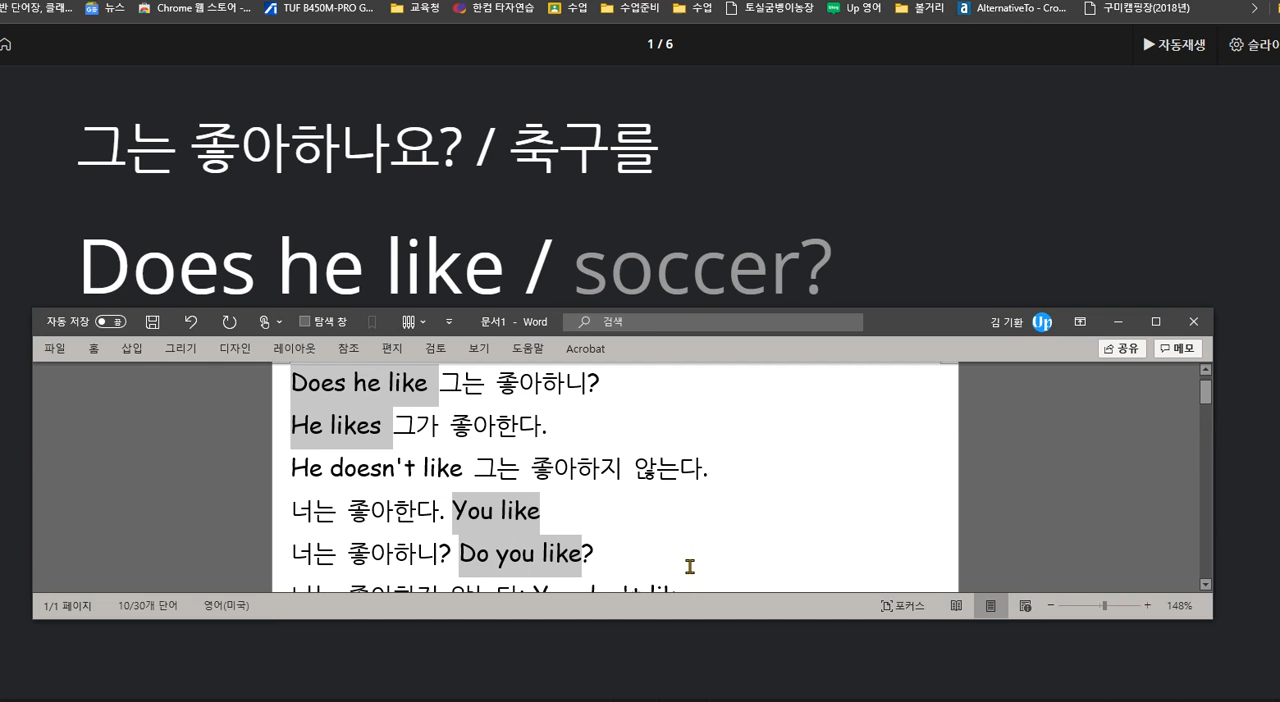 반 단어장, 클래... 뉴스 Chrome 웹 스토어 -... TUF B450M-PRO G... 교육청 한컴 타자연습 수업 수업준비 수업 토실굼벵이농장 Up 영어 볼거리 AlternativeTo - Cro... 구미캠핑장(2018년)
1 / 6 자동재생 슬라이
그는 좋아하나요? / 축구를
Does he like / soccer?
자동 저장 끔 탐색 창 문서1 - Word 검색 김 기환 Up
파일 홈 삽입 그리기 디자인 레이아웃 참조 편지 검토 보기 도움말 Acrobat 공유 메모
Does he like 그는 좋아하니?
He likes 그가 좋아한다.
He doesn't like 그는 좋아하지 않는다.
너는 좋아한다. You like
너는 좋아하니? Do you like?
1/1 페이지 10/30개 단어 영어(미국) 포커스 148%